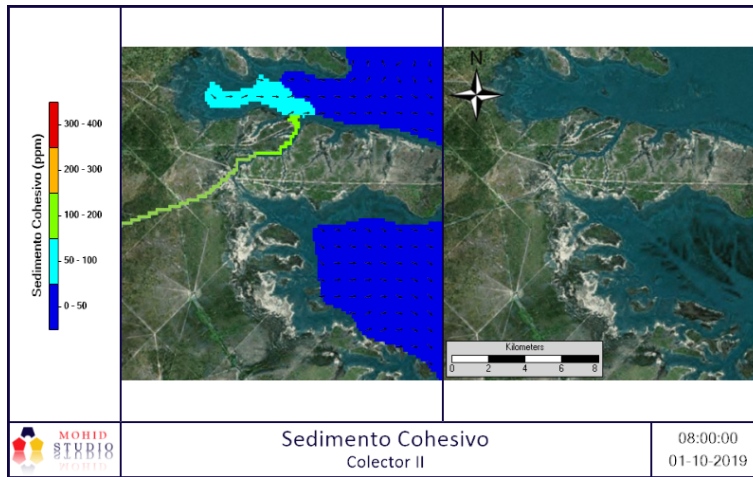 Sedimento Cohesivo (ppm)
300 - 400
200 - 300
100 - 200
50 - 100
0 - 50
N
Kilometers
0 2 4 6 8
MOHID
STUDIO
Sedimento Cohesivo
Colector II
08:00:00
01-10-2019